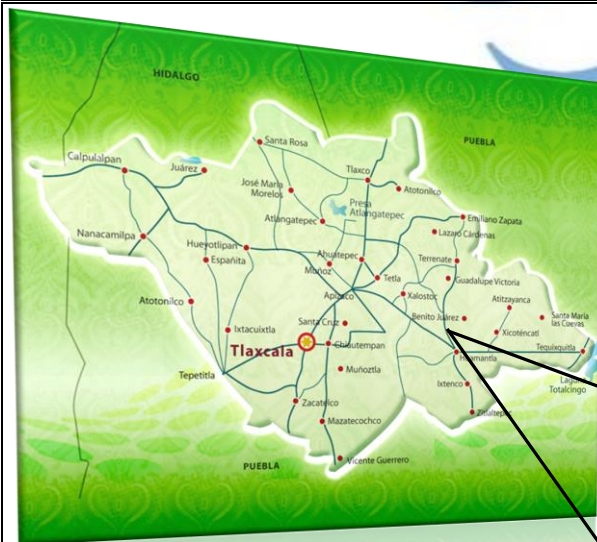 HIDALGO
PUEBLA
Santa Rosa
Calpulalpan
Juárez
Tlaxco
José María
Morelos
Atotonilco
Presa
Atlangatepec
Atlangatepec
Emiliano Zapata
Lazaro Cárdenas
Nanacamilpa
Hueyotlipan
Españita
Ahuatepec
Muñoz
Terrenate
Tetla
Guadalupe Victoria
Atotonilco
Apizaco
Xalostoc
Atitzayanca
Santa María
las Cuevas
Benito Juárez
Santa Cruz
Ixtacuixtla
Xicoténcatl
Tlaxcala
Chiautempan
Huamantla
Tequixquitla
Tepetitla
Muñoztla
Ixtenco
Laguna
Totalcingo
Zacatelco
Zitlaltepec
Mazatecochco
Vicente Guerrero
PUEBLA